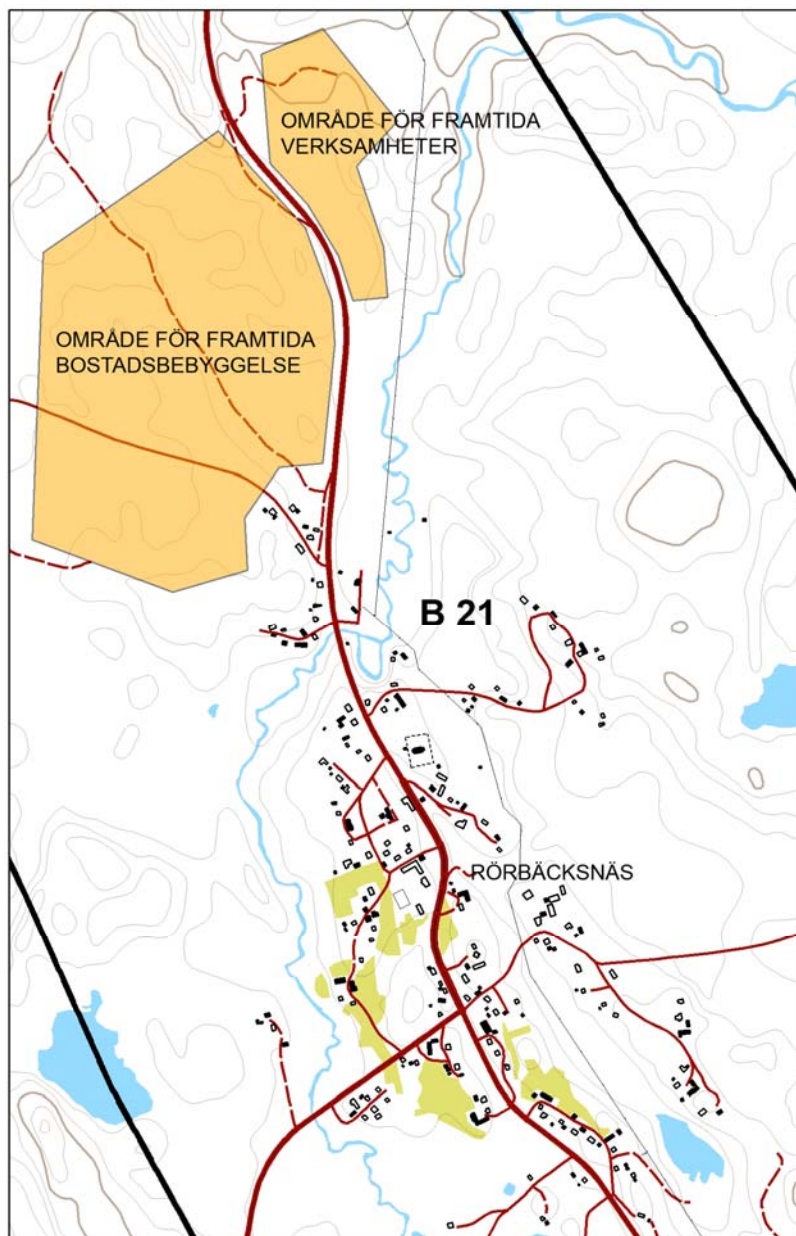 OMRÅDE FÖR FRAMTIDA
VERKSAMHETER
OMRÅDE FÖR FRAMTIDA
BOSTADSBEBYGGELSE
B 21
RÖRBÄCKSNÄS